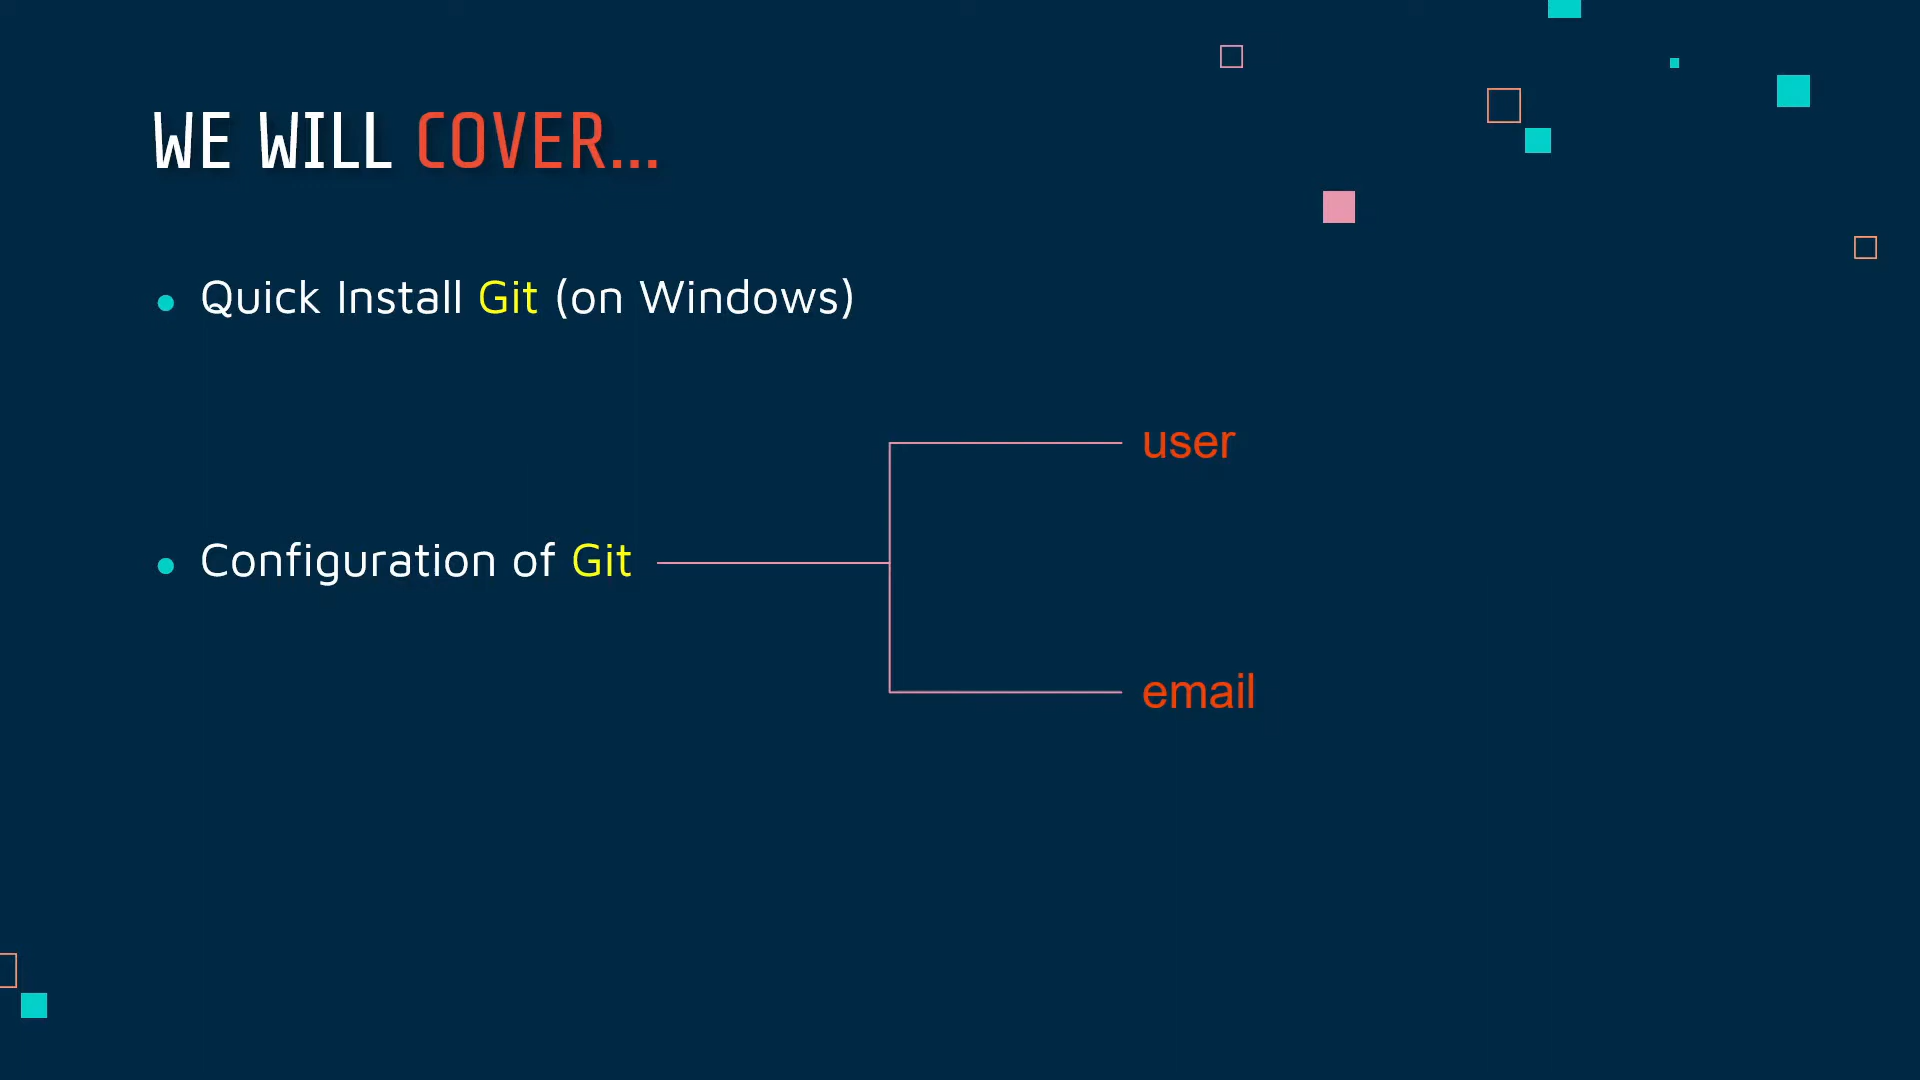 WE WILL COVER...
Quick Install Git (on Windows)
user
Configuration of Git
email